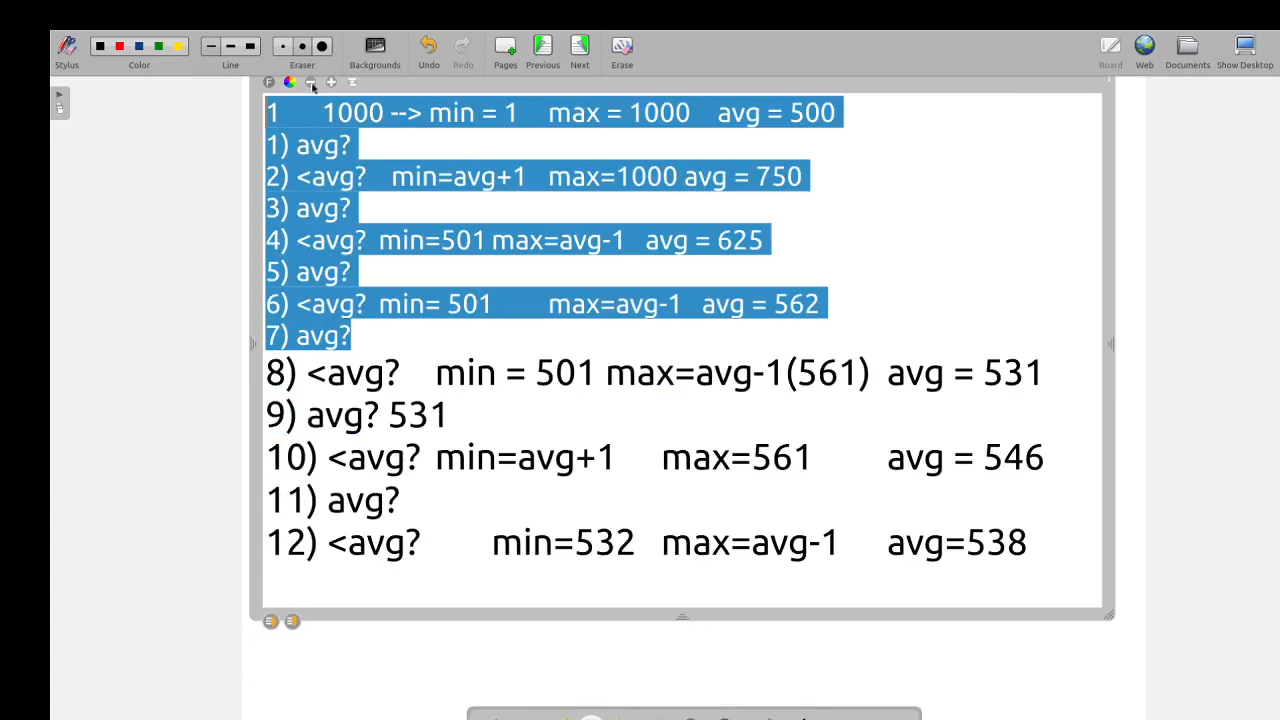 Stylus Color Line Eraser Backgrounds Undo Redo Pages Previous Next Erase Board Web Documents Show Desktop
F
1 1000 --> min = 1 max = 1000 avg = 500
1) avg?
2) <avg? min=avg+1 max=1000 avg = 750
3) avg?
4) <avg? min=501 max=avg-1 avg = 625
5) avg?
6) <avg? min= 501 max=avg-1 avg = 562
7) avg?
8) <avg? min = 501 max=avg-1(561) avg = 531
9) avg? 531
10) <avg? min=avg+1 max=561 avg = 546
11) avg?
12) <avg? min=532 max=avg-1 avg=538